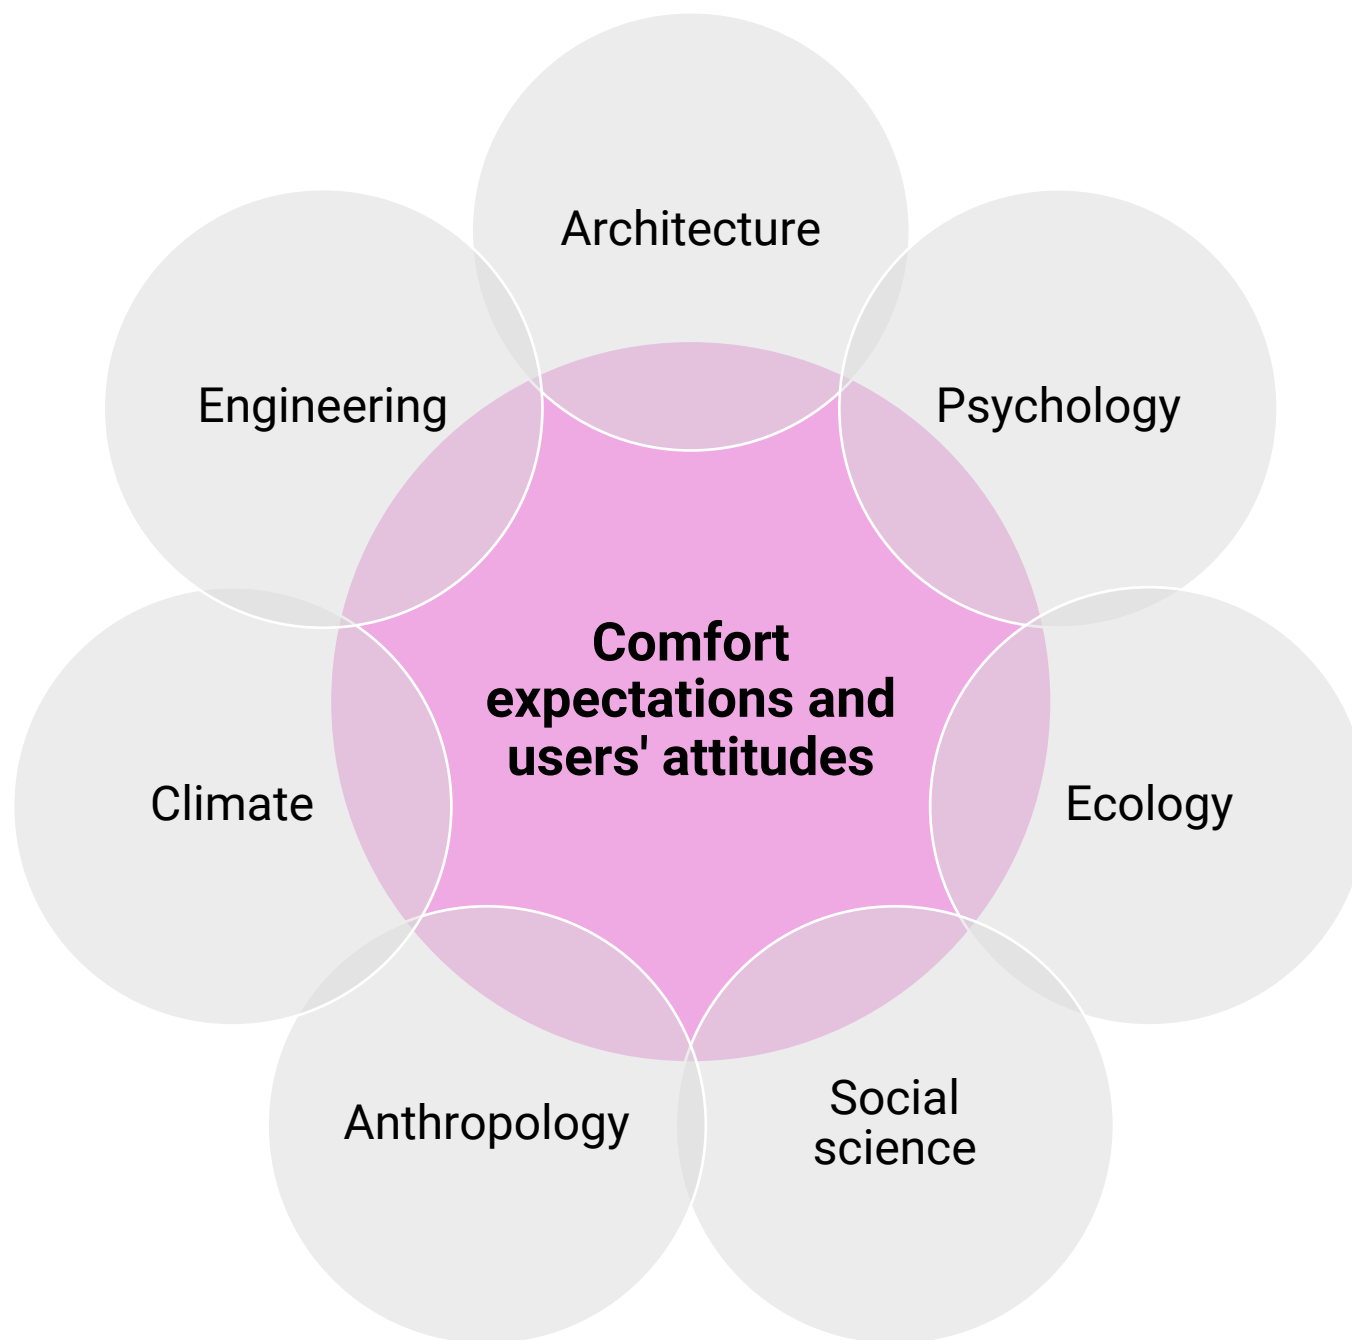 Architecture
Engineering
Psychology
Comfort
expectations and
users' attitudes
Climate
Ecology
Anthropology
Social
science